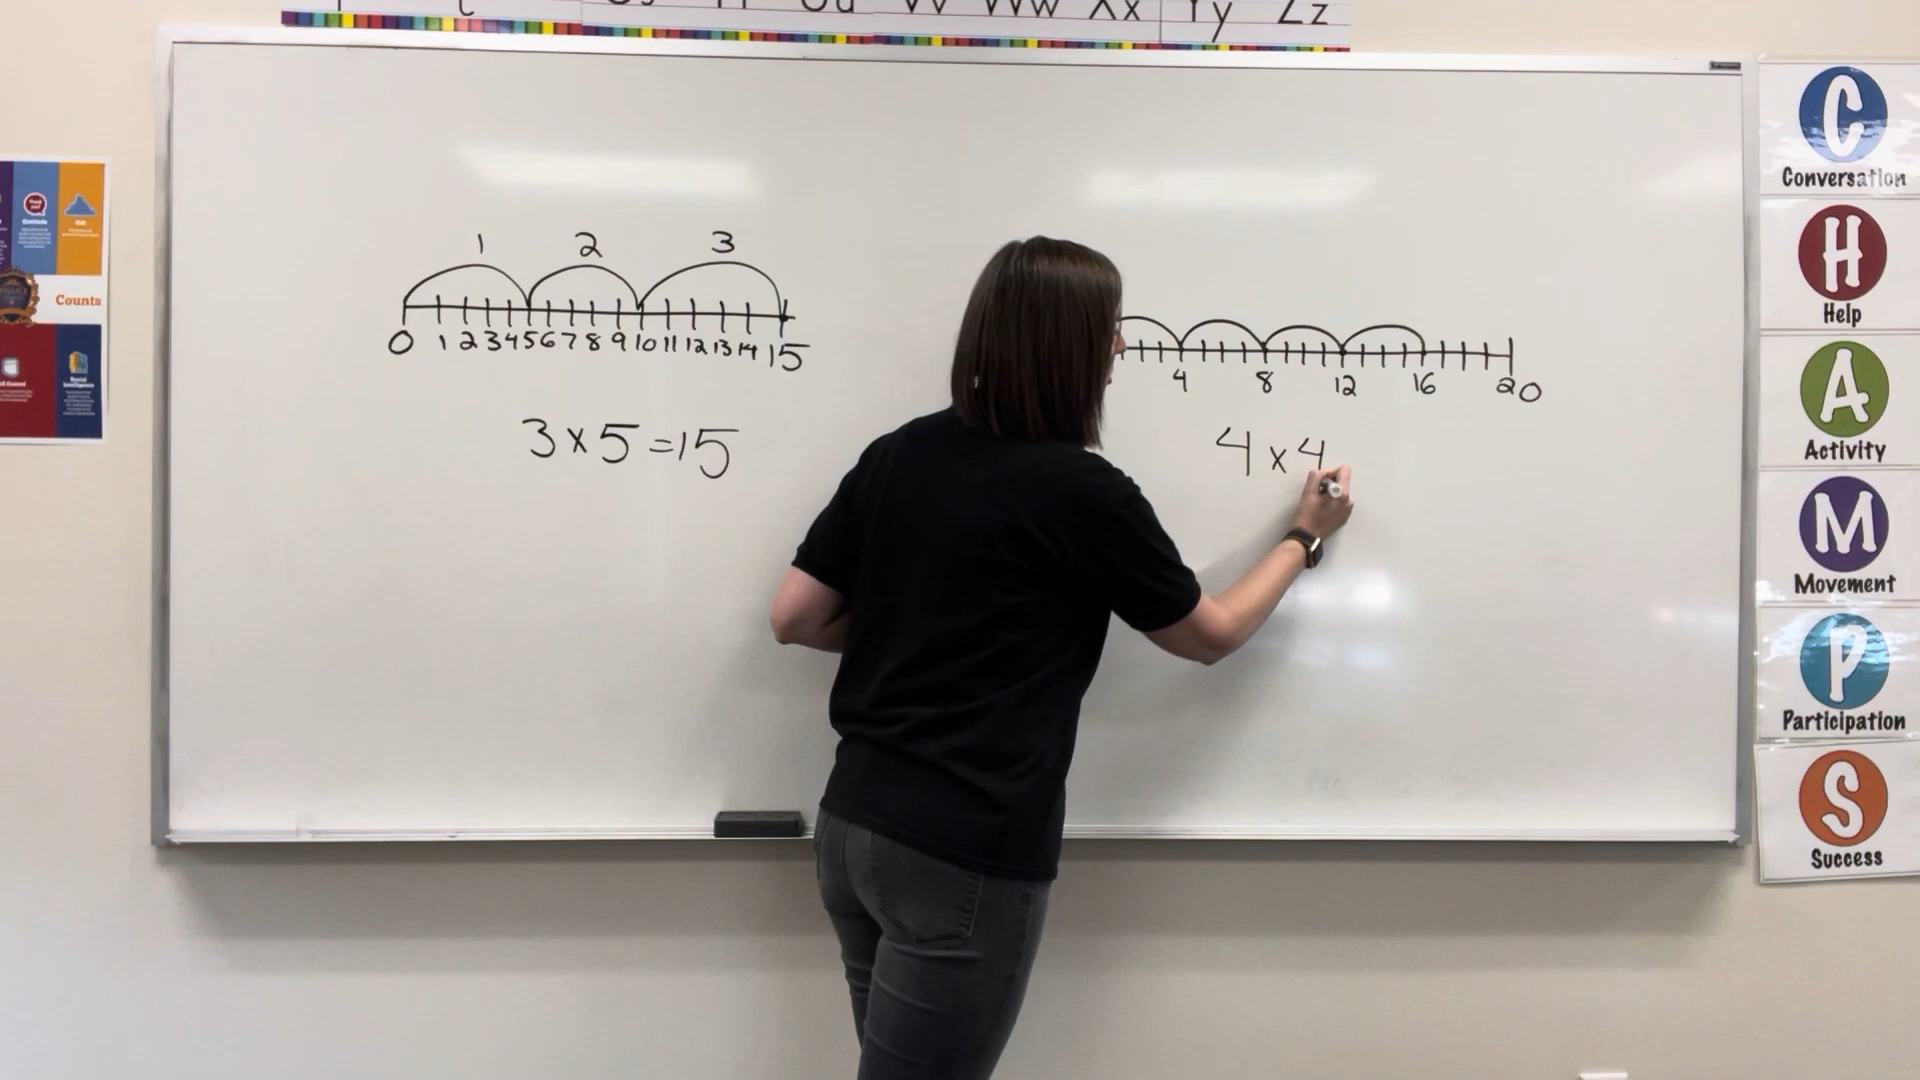 Xx Yy Zz
1 2 3
0 1 2 3 4 5 6 7 8 9 10 11 12 13 14 15
3 x 5 = 15
4 8 12 16 20
4 x 4
Counts
C
Conversation
H
Help
A
Activity
M
Movement
P
Participation
S
Success